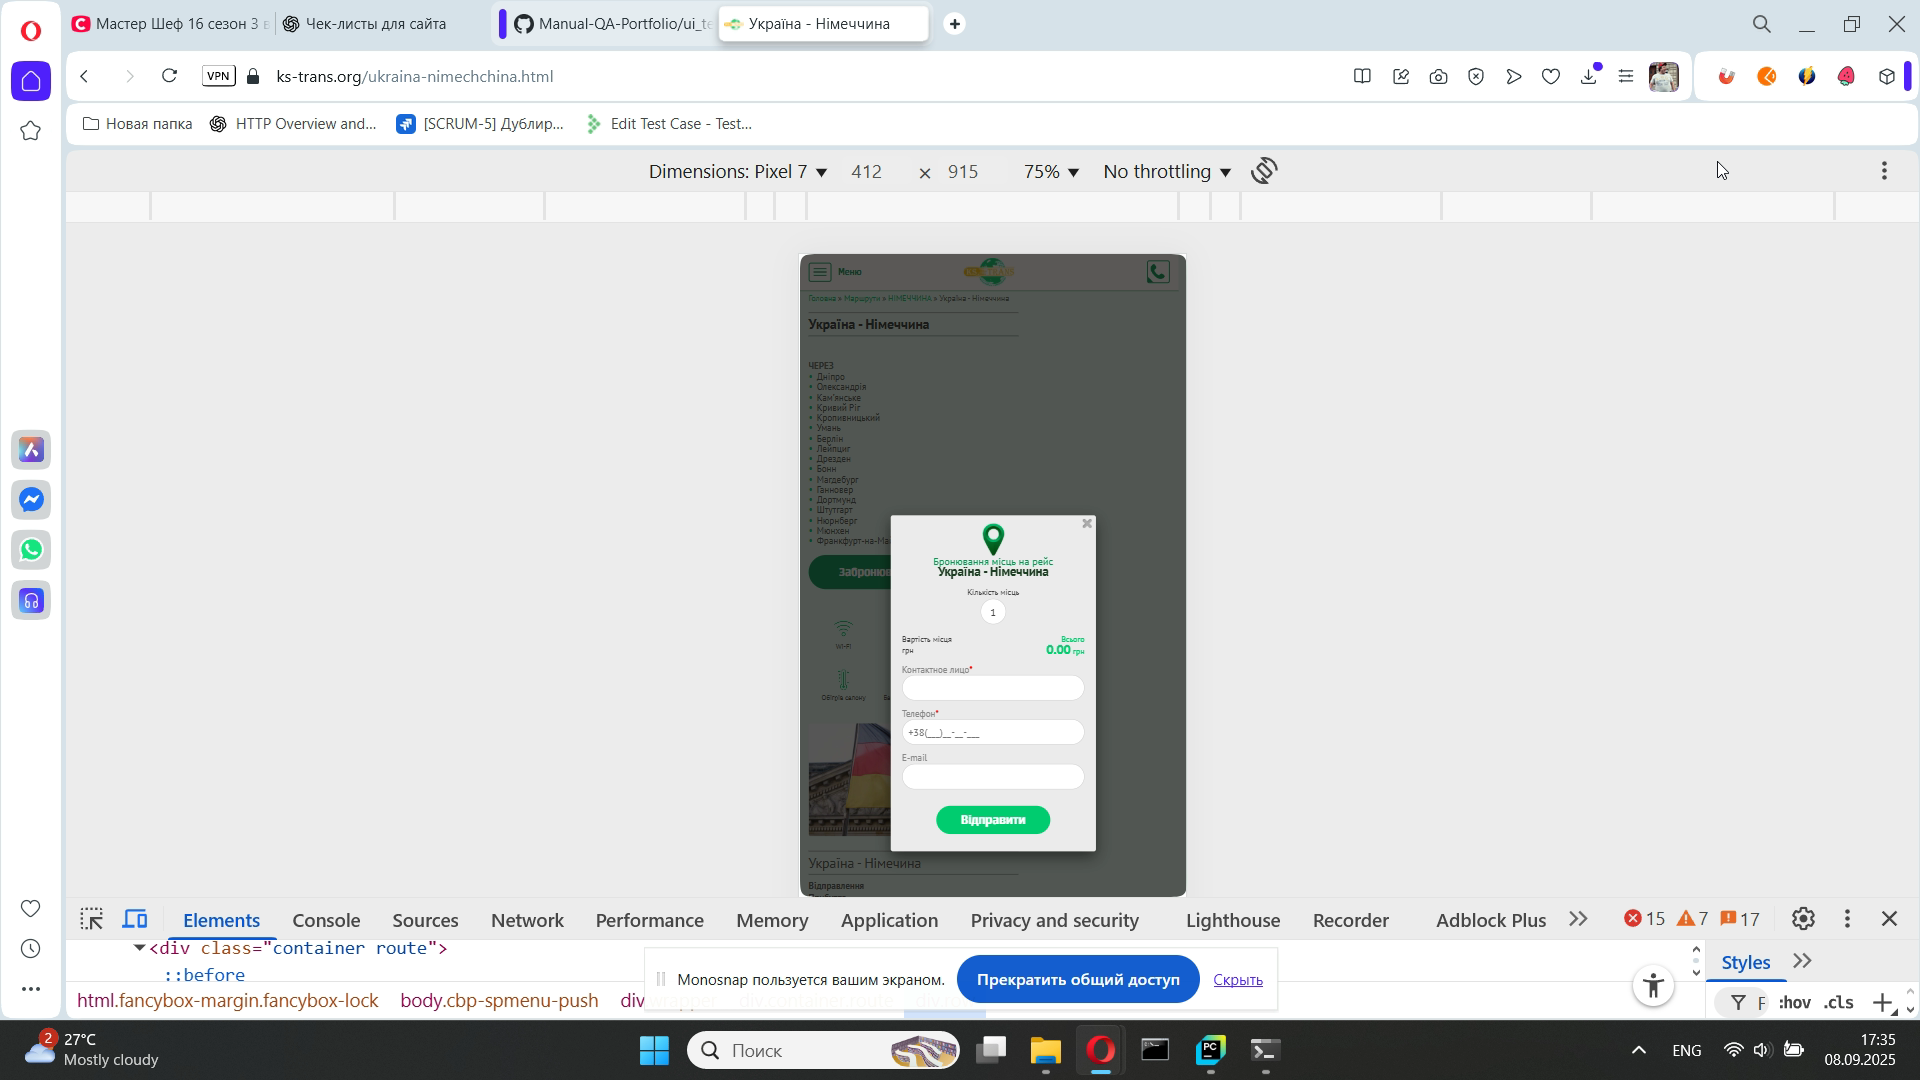 Мастер Шеф 16 сезон 3 в
Чек-листы для сайта
Manual-QA-Portfolio/ui_te
Україна - Німеччина
VPN
ks-trans.org/ukraina-nimechchina.html
Новая папка
HTTP Overview and...
[SCRUM-5] Дублир...
Edit Test Case - Test...
Dimensions: Pixel 7
412
×
915
75%
No throttling
Меню
Головна » Маршрути » НІМЕЧЧИНА » Україна - Німеччина
Україна - Німеччина
ЧЕРЕЗ
Дніпро
Олександрія
Кам'янське
Кривий Ріг
Кропивницький
Умань
Берлін
Лейпциг
Дрезден
Бонн
Магдебург
Ганновер
Дортмунд
Штутгарт
Нюрнберг
Мюнхен
Франкфурт-на-Ма
Забронюв
WI-FI
Обігрів салону
Бронювання місць на рейс
Україна - Німеччина
Кількість місць
1
Вартість місця
грн
Всього
0.00 грн
Контактное лицо*
Телефон*
+38(___)__-__-___
E-mail
Відправити
Україна - Німечина
Відправлення
Elements
Console
Sources
Network
Performance
Memory
Application
Privacy and security
Lighthouse
Recorder
Adblock Plus
15
7
17
<div class="container route">
::before
Styles
Monosnap пользуется вашим экраном.
Прекратить общий доступ
Скрыть
html.fancybox-margin.fancybox-lock
body.cbp-spmenu-push
div.wrapper
div.container.route
F
:hov
.cls
2
27°C
Mostly cloudy
Поиск
PC
ENG
17:35
08.09.2025